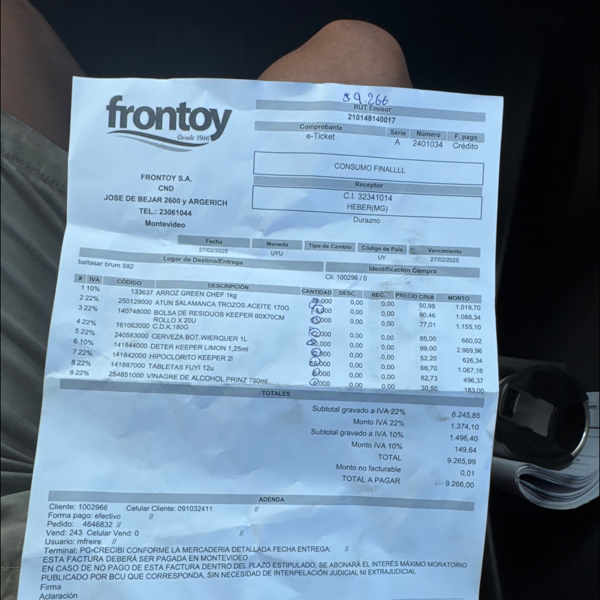 $9.266
frontoy
Desde 1946
RUT Emisor
210148140017
Comprobante Serie Número F. pago
e-Ticket A 2401034 Crédito
CONSUMO FINALLLL
FRONTOY S.A.
CND
JOSE DE BEJAR 2600 y ARGERICH
TEL.: 23061044
Montevideo
Receptor
C.I. 32341014
HEBER(MG)
Durazno
Fecha Moneda Tipo de Cambio Código de País Vencimiento
27/02/2025 UYU UY 27/02/2025
Lugar de Destino/Entrega Identificación Compra
baltasar brum 592 Cli: 100296 / 0
# IVA CÓDIGO DESCRIPCIÓN CANTIDAD DESC. REC. PRECIO C/IVA MONTO
1 10% 133637 ARROZ GREEN CHEF 1kg 0,00 0,00 50,99 1.019,70
2 22% 250129000 ATUN SALAMANCA TROZOS ACEITE 170G 0,00 0,00 60,46 1.088,34
3 22% 140748000 BOLSA DE RESIDUOS KEEPER 60X70CM 0,00 0,00 77,01 1.155,10
ROLLO X 20U
4 22% 161062000 C.D.K.180G 0,00 0,00 55,00 660,02
5 22% 240583000 CERVEZA BOT,WIERQUER 1L 0,00 0,00 99,00 2.969,96
6 10% 141844000 DETER KEEPER LIMON 1,25ml 0,00 0,00 52,20 626,34
7 22% 141842000 HIPOCLORITO KEEPER 2l 0,00 0,00 66,70 1.067,16
8 22% 141887000 TABLETAS FUYI 12u 0,00 0,00 82,73 496,37
9 22% 254851000 VINAGRE DE ALCOHOL PRINZ 750ml 0,00 0,00 30,50 183,00
TOTALES
Subtotal gravado a IVA 22% 6.245,85
Monto IVA 22% 1.374,10
Subtotal gravado a IVA 10% 1.496,40
Monto IVA 10% 149,64
TOTAL 9.265,99
Monto no facturable 0,01
TOTAL A PAGAR 9.266,00
ADENDA
Cliente: 1002966 Celular Cliente: 091032411 //
Forma pago: efectivo //
Pedido: 4646832 //
Vend: 243 Celular Vend: 0 //
Usuario: mfreire //
Terminal: PC-CRECIBI CONFORME LA MERCADERIA DETALLADA FECHA ENTREGA: //
ESTA FACTURA DEBERÁ SER PAGADA EN MONTEVIDEO
EN CASO DE NO PAGO DE ESTA FACTURA DENTRO DEL PLAZO ESTIPULADO, SE ABONARÁ EL INTERÉS MÁXIMO MORATORIO
PUBLICADO POR BCU QUE CORRESPONDA, SIN NECESIDAD DE INTERPELACIÓN JUDICIAL NI EXTRAJUDICIAL
Firma
Aclaración